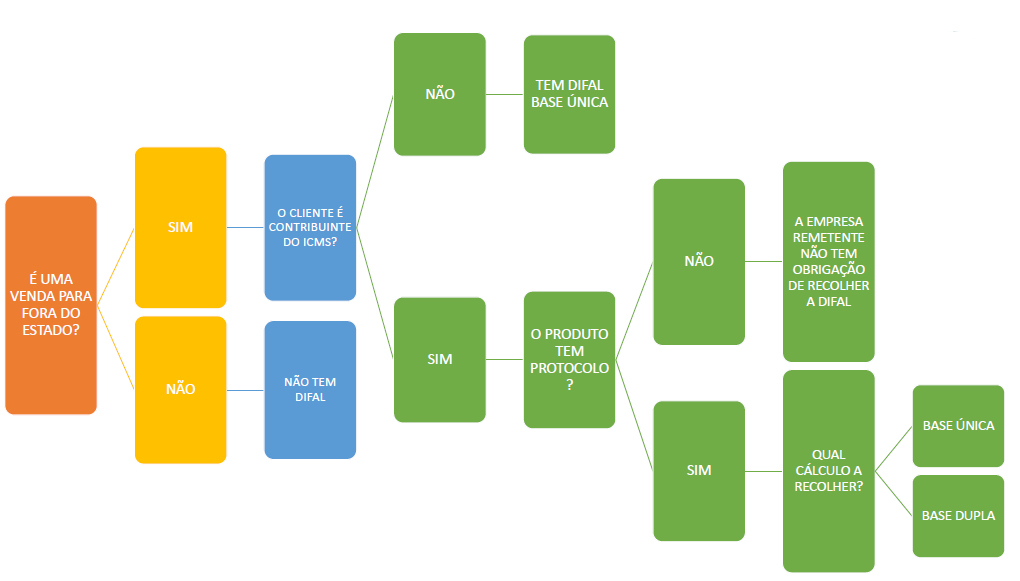 É UMA
VENDA PARA
FORA DO
ESTADO?
SIM
O CLIENTE É
CONTRIBUINTE
DO ICMS?
NÃO
TEM DIFAL
BASE ÚNICA
SIM
O PRODUTO
TEM
PROTOCOLO
?
NÃO
A EMPRESA
REMETENTE
NÃO TEM
OBRIGAÇÃO
DE RECOLHER
A DIFAL
SIM
QUAL
CÁLCULO A
RECOLHER?
BASE ÚNICA
BASE DUPLA
NÃO
NÃO TEM
DIFAL